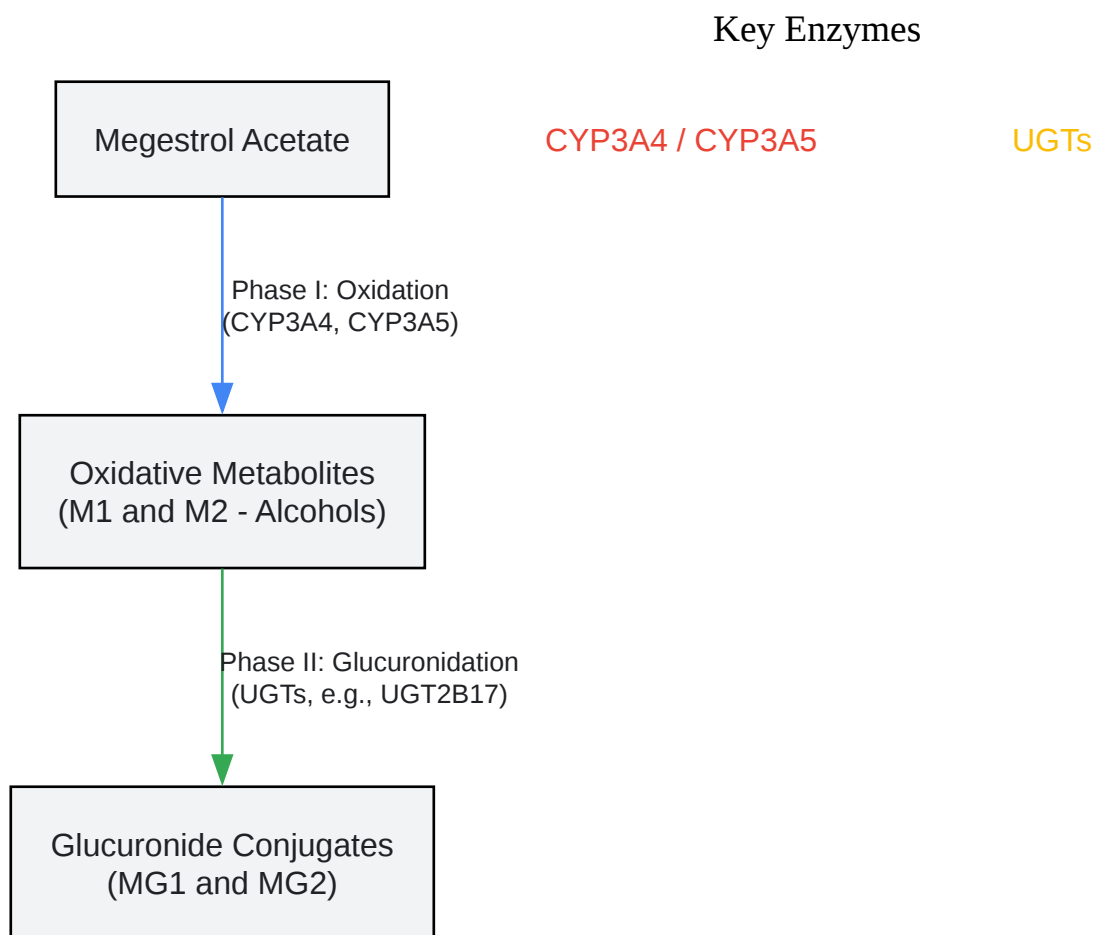 Key Enzymes
Megestrol Acetate
CYP3A4 / CYP3A5
UGTs
Phase I: Oxidation
(CYP3A4, CYP3A5)
Oxidative Metabolites
(M1 and M2 - Alcohols)
Phase II: Glucuronidation
(UGTs, e.g., UGT2B17)
Glucuronide Conjugates
(MG1 and MG2)